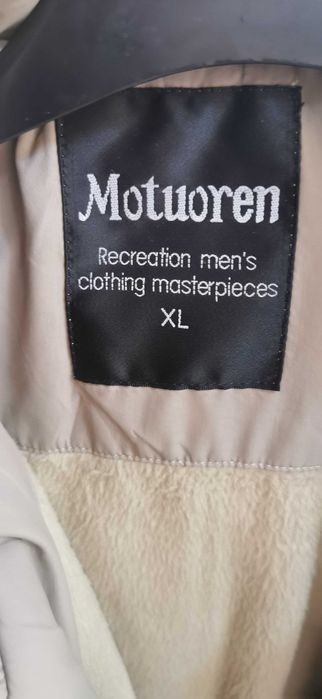 Motuoren
Recreation men's
clothing masterpieces
XL